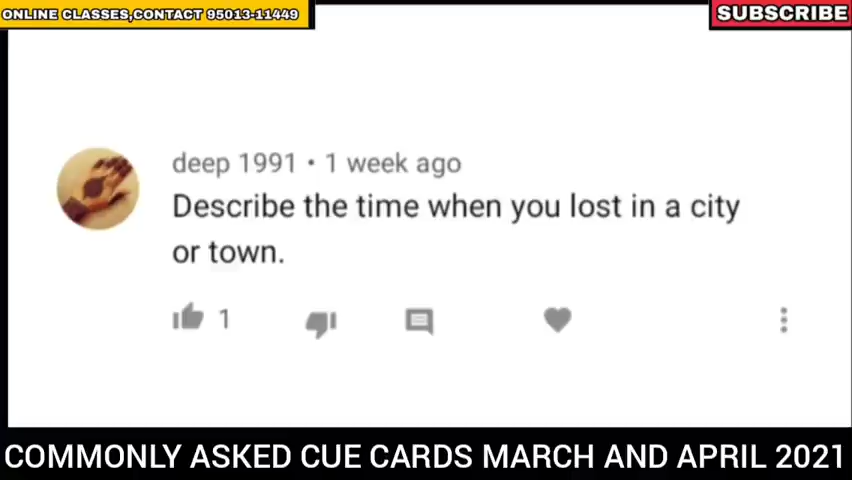 ONLINE CLASSES,CONTACT 95013-11449
SUBSCRIBE
deep 1991 • 1 week ago
Describe the time when you lost in a city
or town.
1
COMMONLY ASKED CUE CARDS MARCH AND APRIL 2021